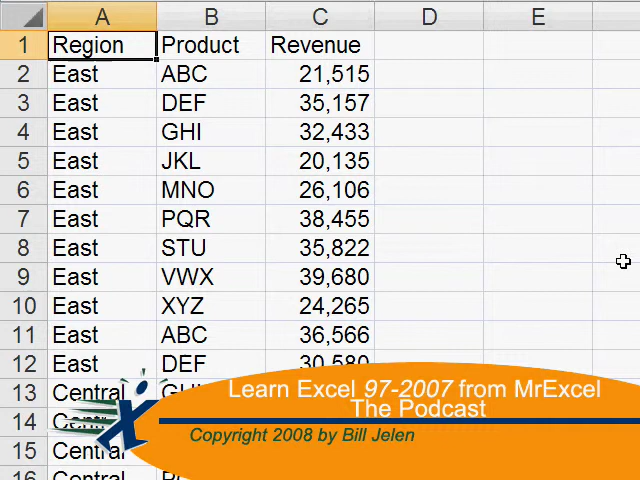 A B C D E
1 Region Product Revenue
2 East ABC 21,515
3 East DEF 35,157
4 East GHI 32,433
5 East JKL 20,135
6 East MNO 26,106
7 East PQR 38,455
8 East STU 35,822
9 East VWX 39,680
10 East XYZ 24,265
11 East ABC 36,566
12 East DEF 30,580
13 Central
14 Central
15 Central
16 Central
Learn Excel 97-2007 from MrExcel
The Podcast
Copyright 2008 by Bill Jelen